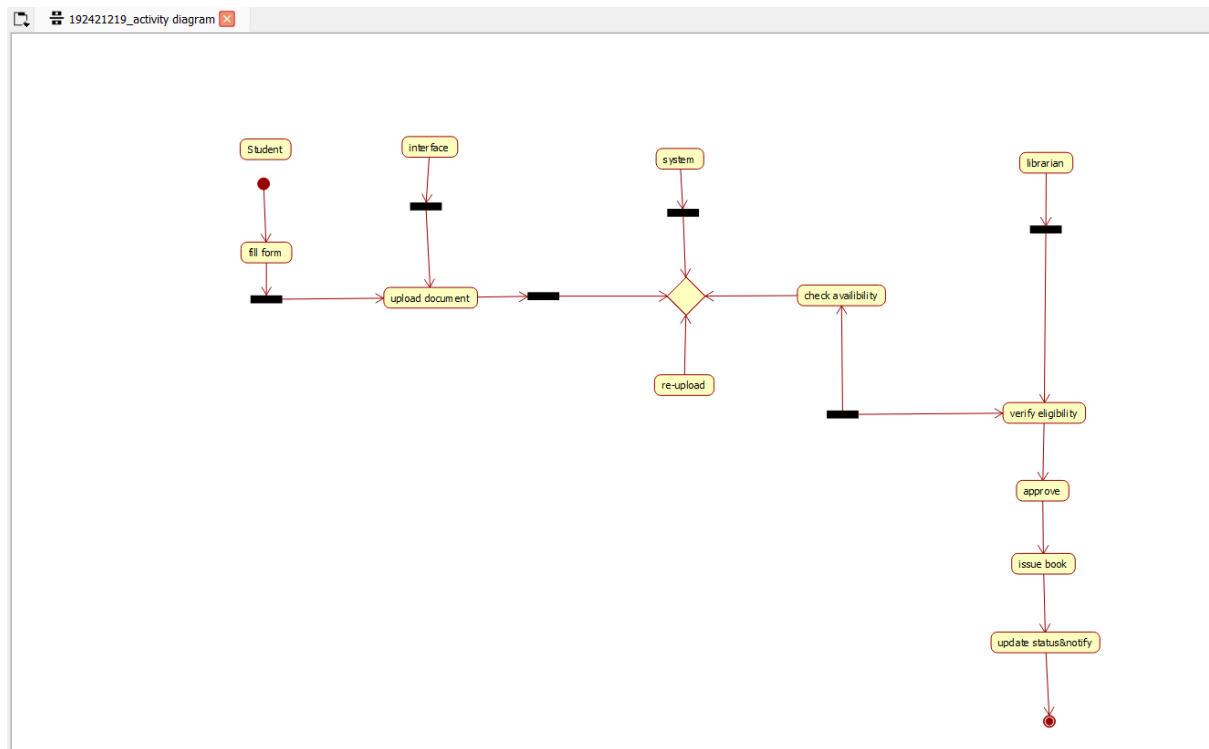 192421219_activity diagram
Student
interface
system
librarian
fill form
upload document
check availibility
re-upload
verify eligibility
approve
issue book
update status&notify